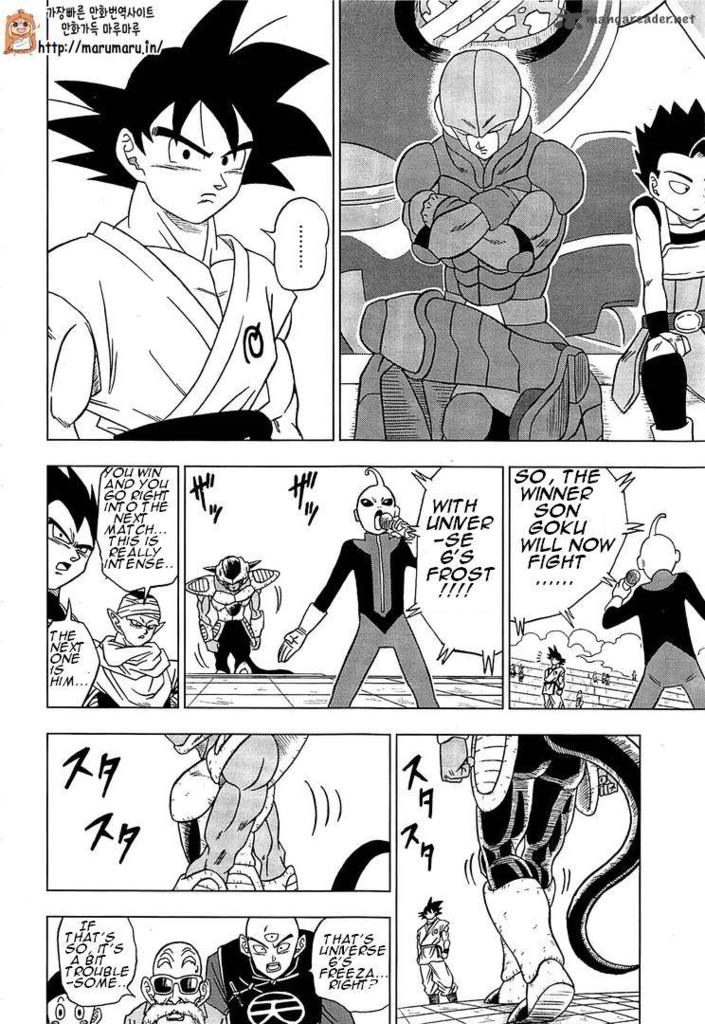 가장빠른 만화번역사이트
만화가득 마루마루
http://marumaru.in/
mangareader.net
........
SO, THE
WINNER
SON
GOKU
WILL NOW
FIGHT
......
WITH
UNIVER
-SE
6'S
FROST
!!!!
YOU WIN
AND YOU
GO RIGHT
INTO THE
NEXT
MATCH...
THIS IS
REALLY
INTENSE..
THE
NEXT
ONE IS
HIM...
スタ
スタ
スタ
スタ
THAT'S
UNIVERSE
6'S
FREEZA...
RIGHT?
IF
THAT'S
SO, IT'S
A BIT
TROUBLE
-SOME...
天